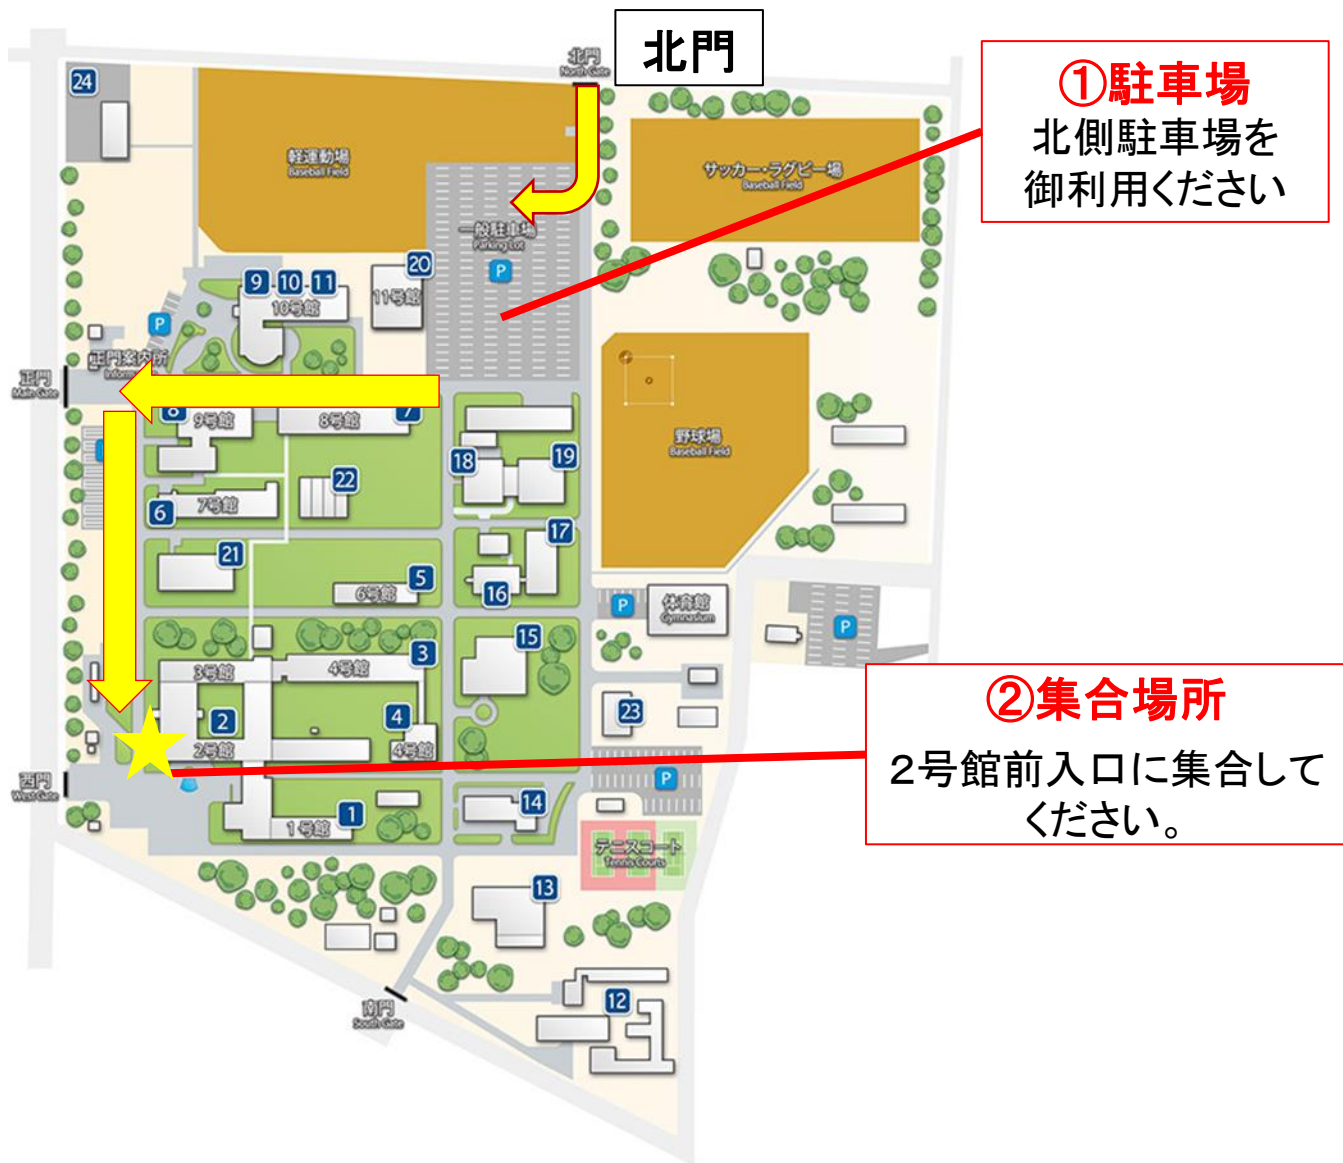 北門
北門
North Gate
①駐車場
北側駐車場を
御利用ください
24
軽運動場
Baseball Field
サッカー・ラグビー場
Baseball Field
一般駐車場
Parking Lot
P
20
11号館
9 10 11
10号館
P
正門案内所
正門
Main Gate
8
9号館
8号館
7
野球場
Baseball Field
18
19
22
6
7号館
17
21
5
6号館
16
P
体育館
Gymnasium
P
15
3号館
4号館
3
②集合場所
2号館前入口に集合して
ください。
2
2号館
4
4号館
23
西門
West Gate
P
1
1号館
14
テニスコート
Tennis Courts
13
南門
South Gate
12